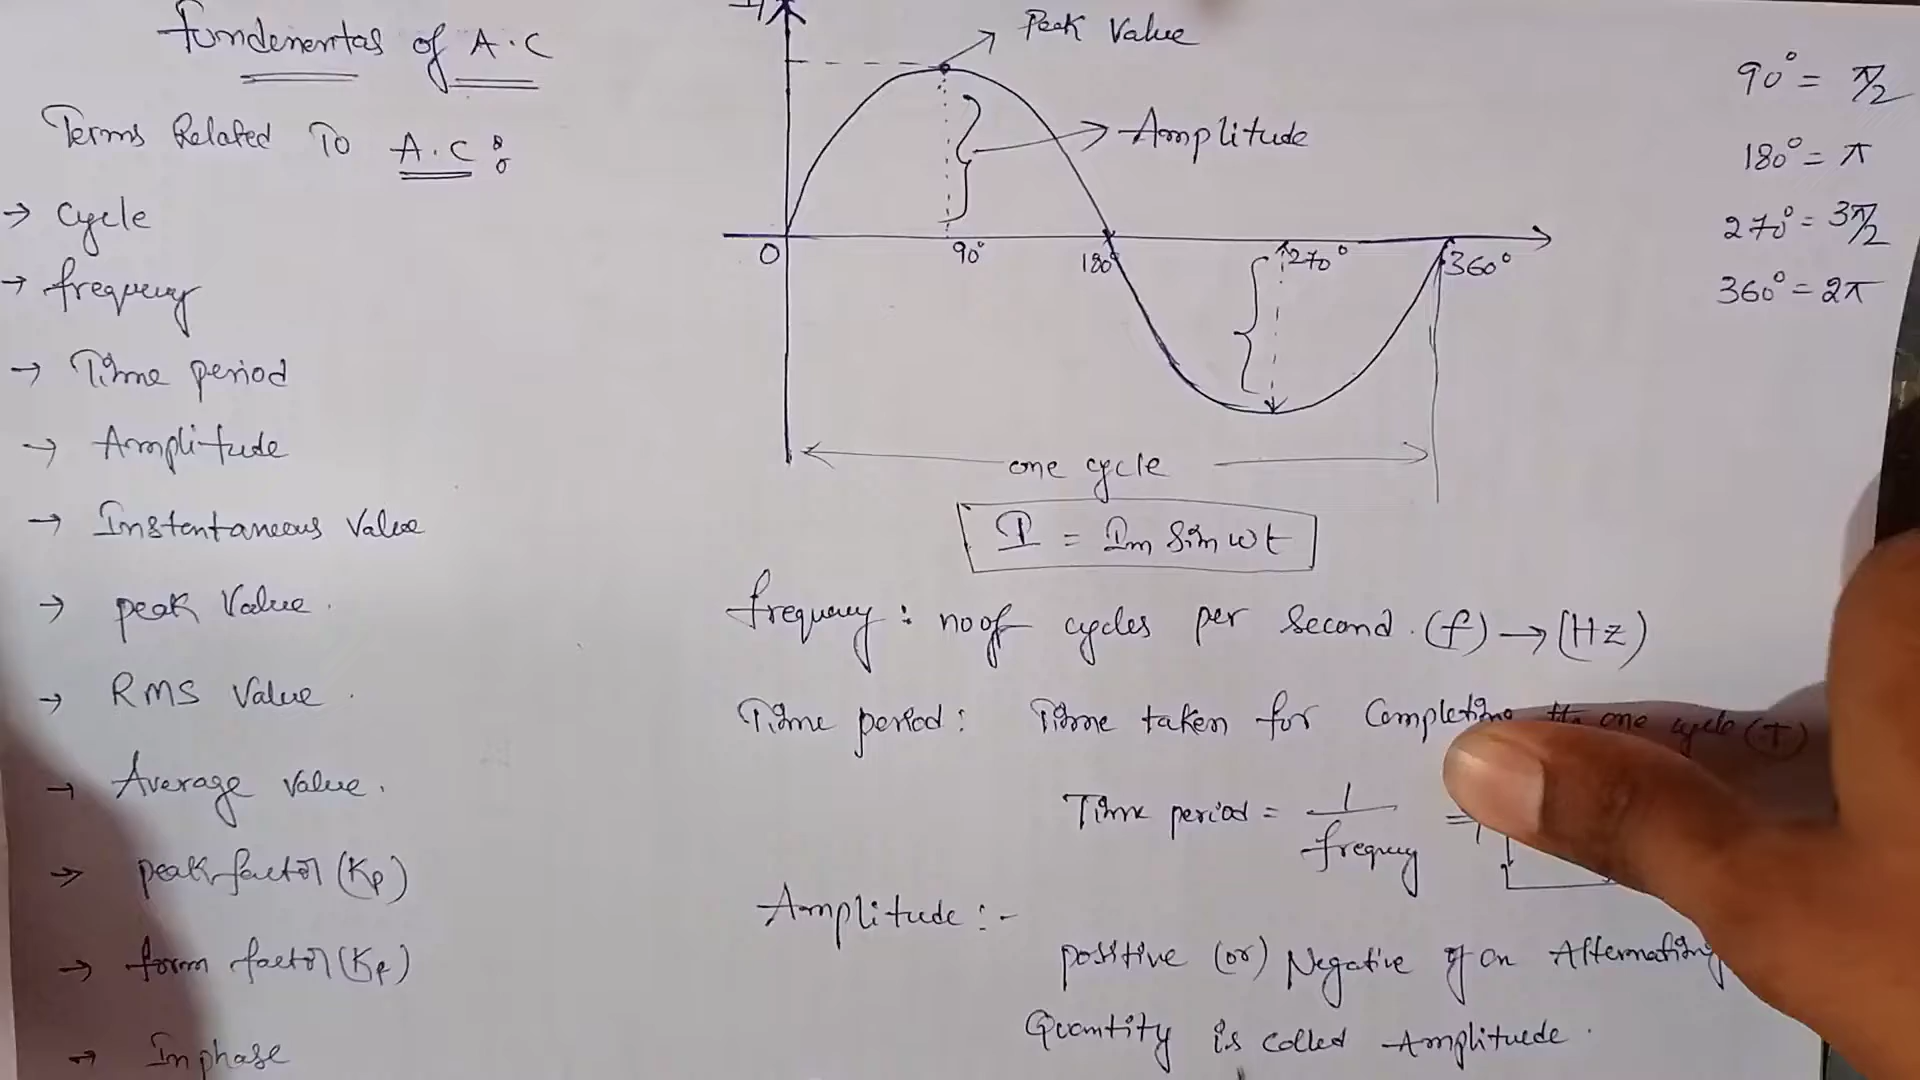 Fundementas of A.C
Terms Related To A.C:
→ Cycle
→ frequency
→ Time period
→ Amplitude
→ Instentaneous Value
→ peak Value.
→ RMS Value.
→ Average Value.
→ peak factor (Kp)
→ form factor (Kf)
→ Inphase
Peak Value
Amplitude
0
90°
180°
270°
360°
one cycle
I = Im Sin wt
90° = π/2
180° = π
270° = 3π/2
360° = 2π
frequency: no of cycles per Second. (f) → (Hz)
Time period: Time taken for Completing one cycle (T)
Time period = 1/frequency =
Amplitude :-
positive (or) Negative of an Alternating
Quantity is called Amplitude.